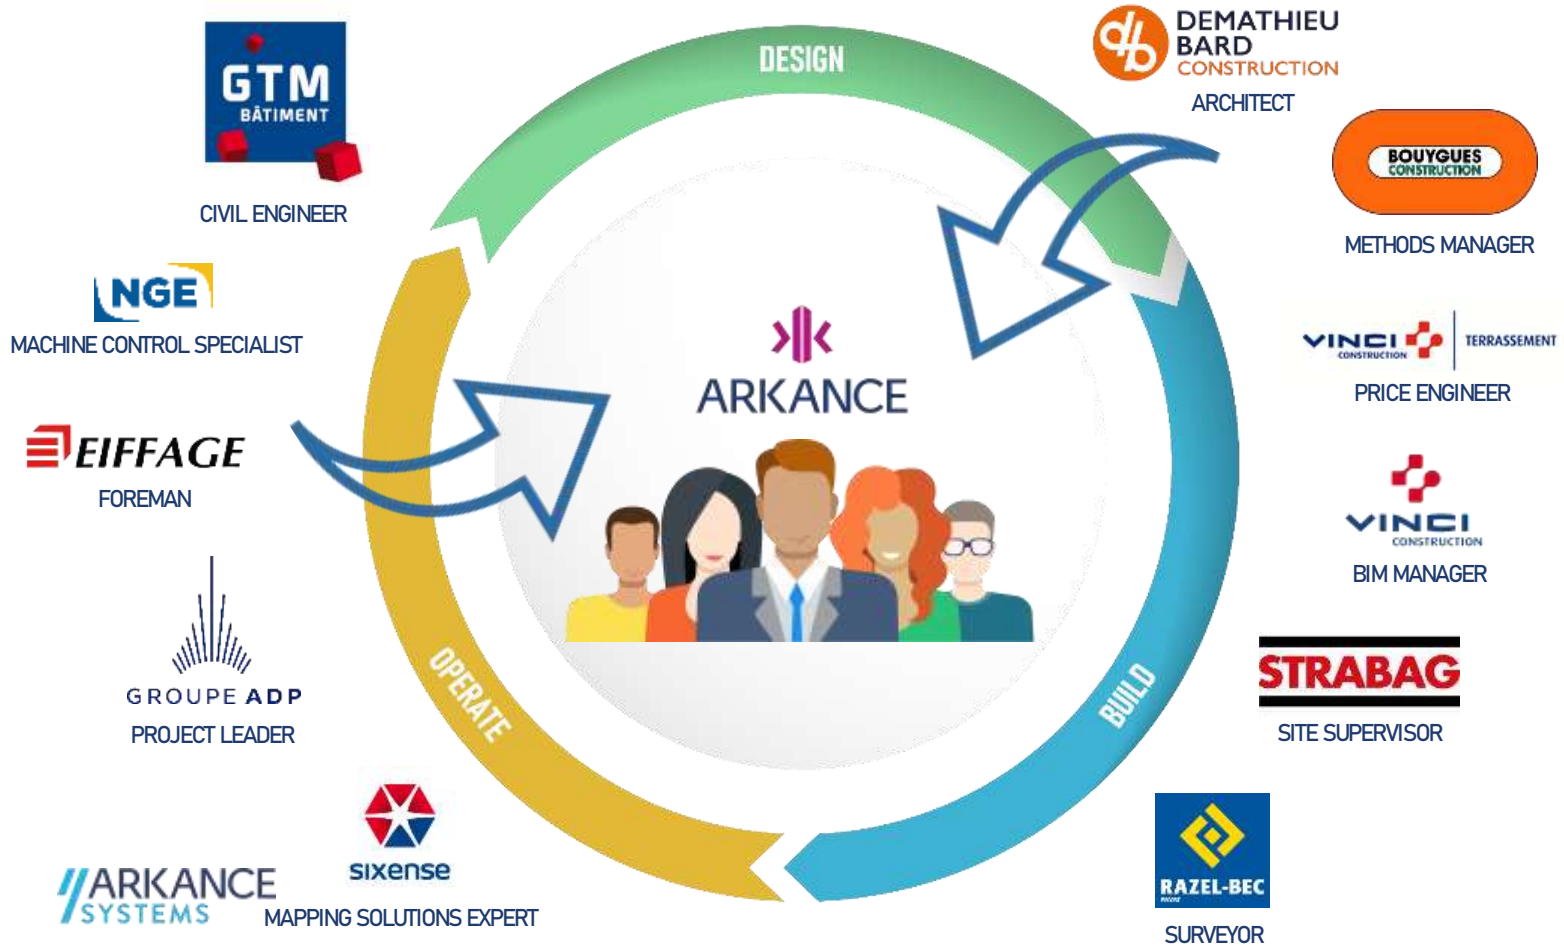 DESIGN
DEMATHIEU
BARD
CONSTRUCTION
ARCHITECT
GTM
BÂTIMENT
CIVIL ENGINEER
BOUYGUES
CONSTRUCTION
METHODS MANAGER
NGE
MACHINE CONTROL SPECIALIST
VINCI
CONSTRUCTION
TERRASSEMENT
PRICE ENGINEER
ARKANCE
EIFFAGE
FOREMAN
VINCI
CONSTRUCTION
BIM MANAGER
GROUPE ADP
PROJECT LEADER
OPERATE
BUILD
STRABAG
SITE SUPERVISOR
sixense
MAPPING SOLUTIONS EXPERT
ARKANCE
SYSTEMS
RAZEL-BEC
SURVEYOR